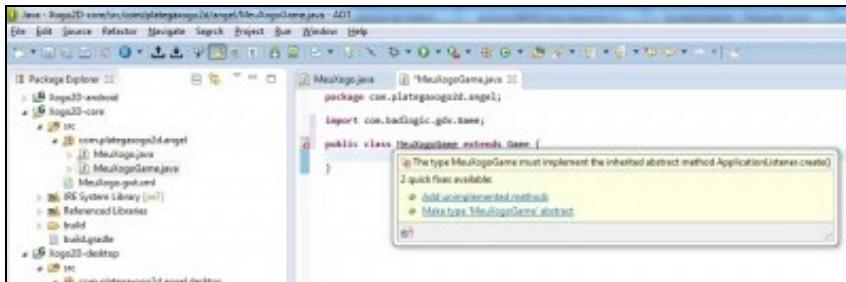 Java - Xogo2D-core/src/com/plategaxogo2d/angel/MeuXogoGame.java - ADT
File Edit Source Refactor Navigate Search Project Run Window Help
Package Explorer
MeuXogo.java
*MeuXogoGame.java
Xogo2D-android
Xogo2D-core
src
com.plategaxogo2d.angel
MeuXogo.java
MeuXogoGame.java
MeuXogo.gwt.xml
JRE System Library
Referenced Libraries
build
build.gradle
Xogo2D-desktop
src
com.plategaxogo2d.angel.desktop
package com.plategaxogo2d.angel;
import com.badlogic.gdx.Game;
public class MeuXogoGame extends Game {
}
The type MeuXogoGame must implement the inherited abstract method ApplicationListener.create()
2 quick fixes available:
Add unimplemented methods
Make type 'MeuXogoGame' abstract